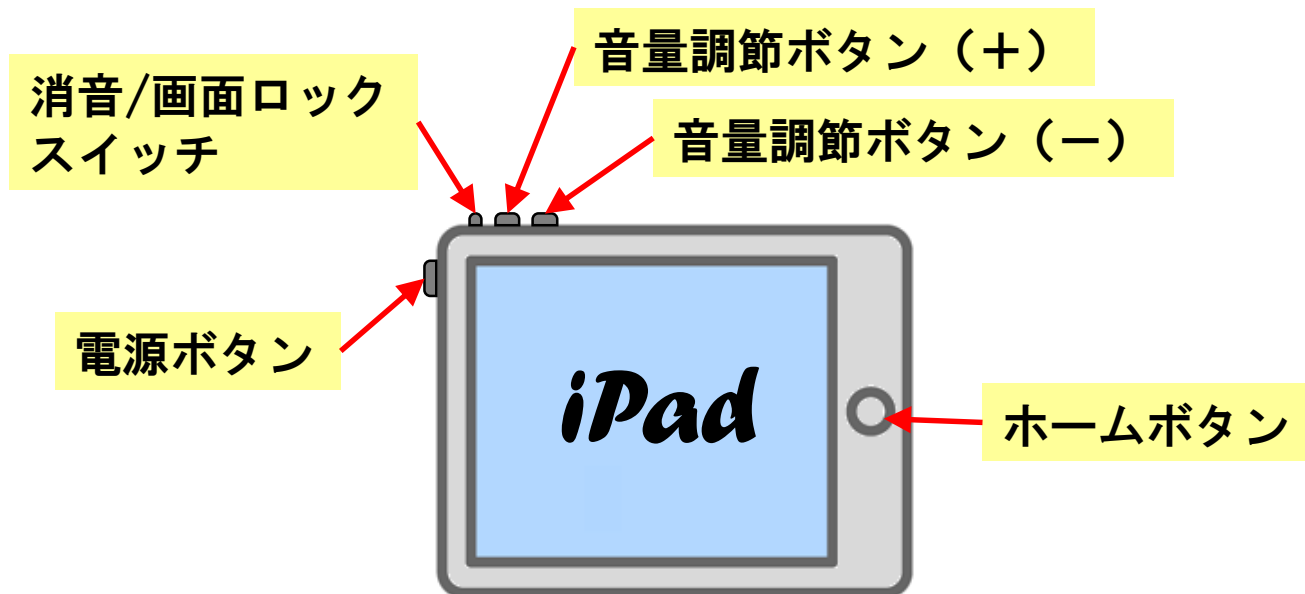 音量調節ボタン（＋）
消音/画面ロック
スイッチ
音量調節ボタン（－）
電源ボタン
iPad
ホームボタン